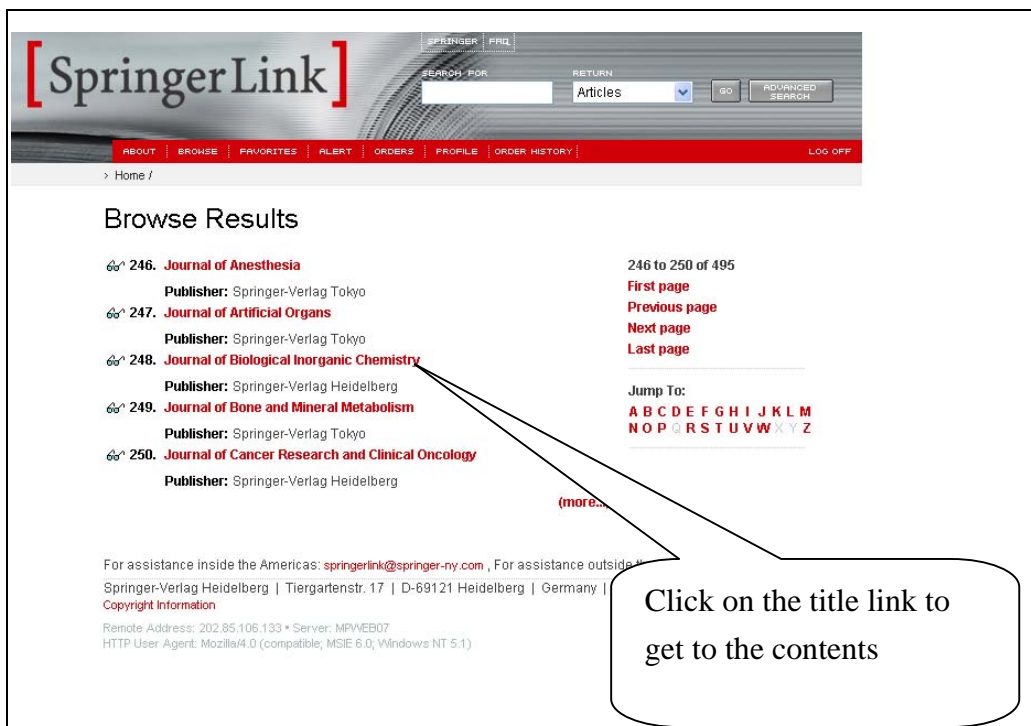 SPRINGER FAQ
[SpringerLink]
SEARCH FOR RETURN
Articles GO ADVANCED SEARCH
ABOUT BROWSE FAVORITES ALERT ORDERS PROFILE ORDER HISTORY LOG OFF
> Home /
Browse Results
246. Journal of Anesthesia
Publisher: Springer-Verlag Tokyo
247. Journal of Artificial Organs
Publisher: Springer-Verlag Tokyo
248. Journal of Biological Inorganic Chemistry
Publisher: Springer-Verlag Heidelberg
249. Journal of Bone and Mineral Metabolism
Publisher: Springer-Verlag Tokyo
250. Journal of Cancer Research and Clinical Oncology
Publisher: Springer-Verlag Heidelberg
(more...)
246 to 250 of 495
First page
Previous page
Next page
Last page
Jump To:
A B C D E F G H I J K L M
N O P Q R S T U V W X Y Z
For assistance inside the Americas: springerlink@springer-ny.com , For assistance outside
Springer-Verlag Heidelberg | Tiergartenstr. 17 | D-69121 Heidelberg | Germany |
Copyright Information
Remote Address: 202.85.106.133 • Server: MPWEB07
HTTP User Agent: Mozilla/4.0 (compatible; MSIE 6.0; Windows NT 5.1)
Click on the title link to
get to the contents